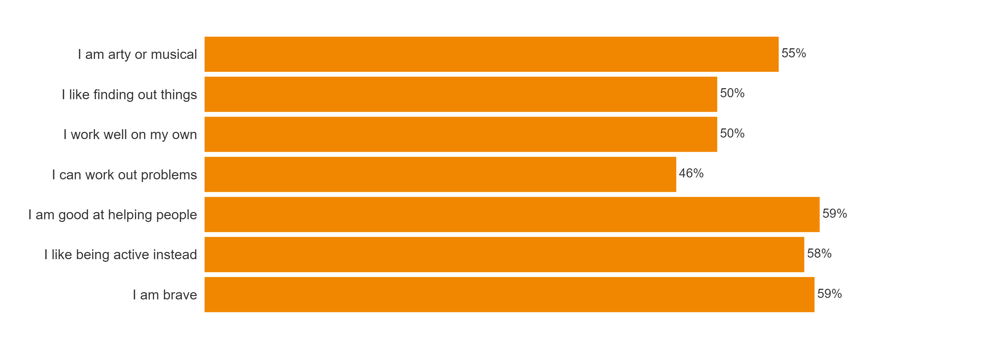 I am arty or musical 55%
I like finding out things 50%
I work well on my own 50%
I can work out problems 46%
I am good at helping people 59%
I like being active instead 58%
I am brave 59%